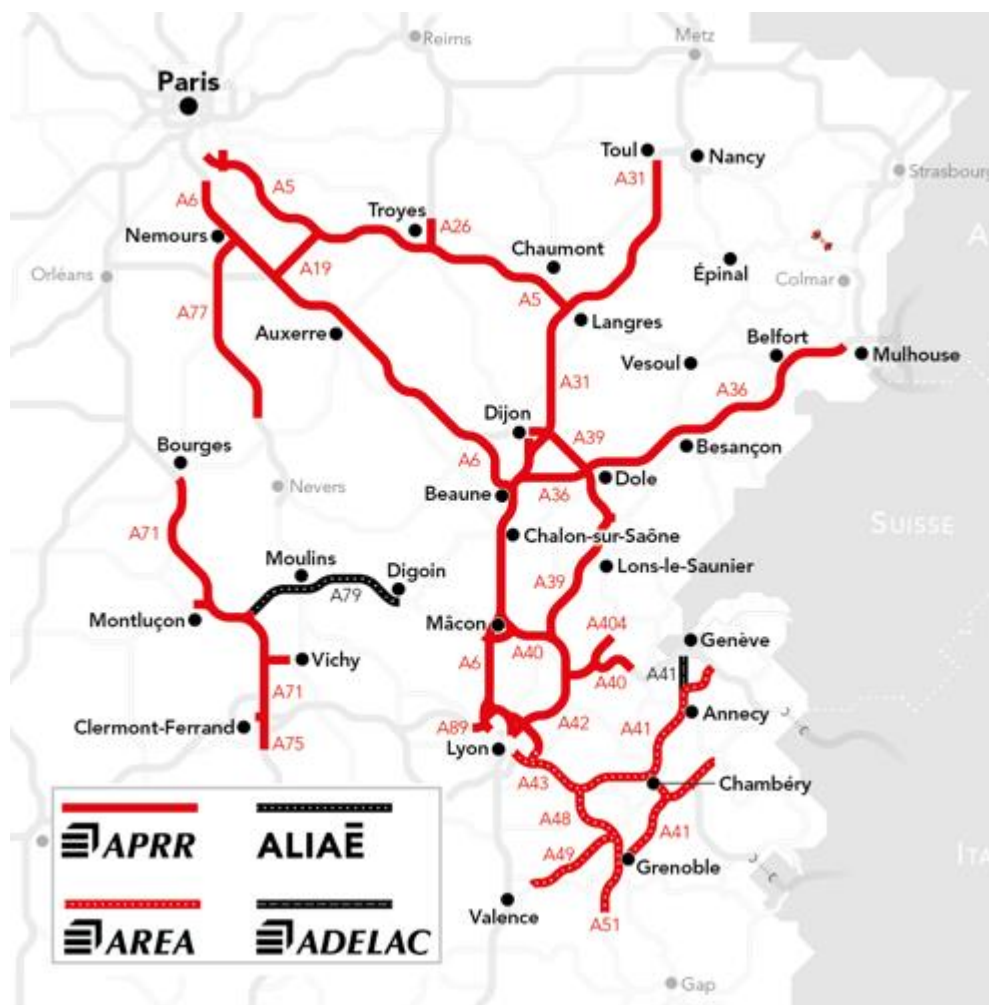 Reims
Metz
Paris
Toul
Nancy
Strasbourg
A5
A31
A6
Troyes
A26
Nemours
Chaumont
Épinal
Colmar
Orléans
A19
A5
A77
Auxerre
Langres
Belfort
Vesoul
Mulhouse
A31
A36
Dijon
A39
Bourges
A6
Besançon
Nevers
Beaune
A36
Dole
A71
Chalon-sur-Saône
SUISSE
Moulins
Digoin
A39
Lons-le-Saunier
A79
Montluçon
Mâcon
A404
Genève
A40
Vichy
A6
A40
A41
A71
Clermont-Ferrand
A89
A42
A41
Annecy
A75
Lyon
A43
Chambéry
A48
A41
A49
Grenoble
Valence
A51
Gap
APRR
ALIAĒ
AREA
ADELAC